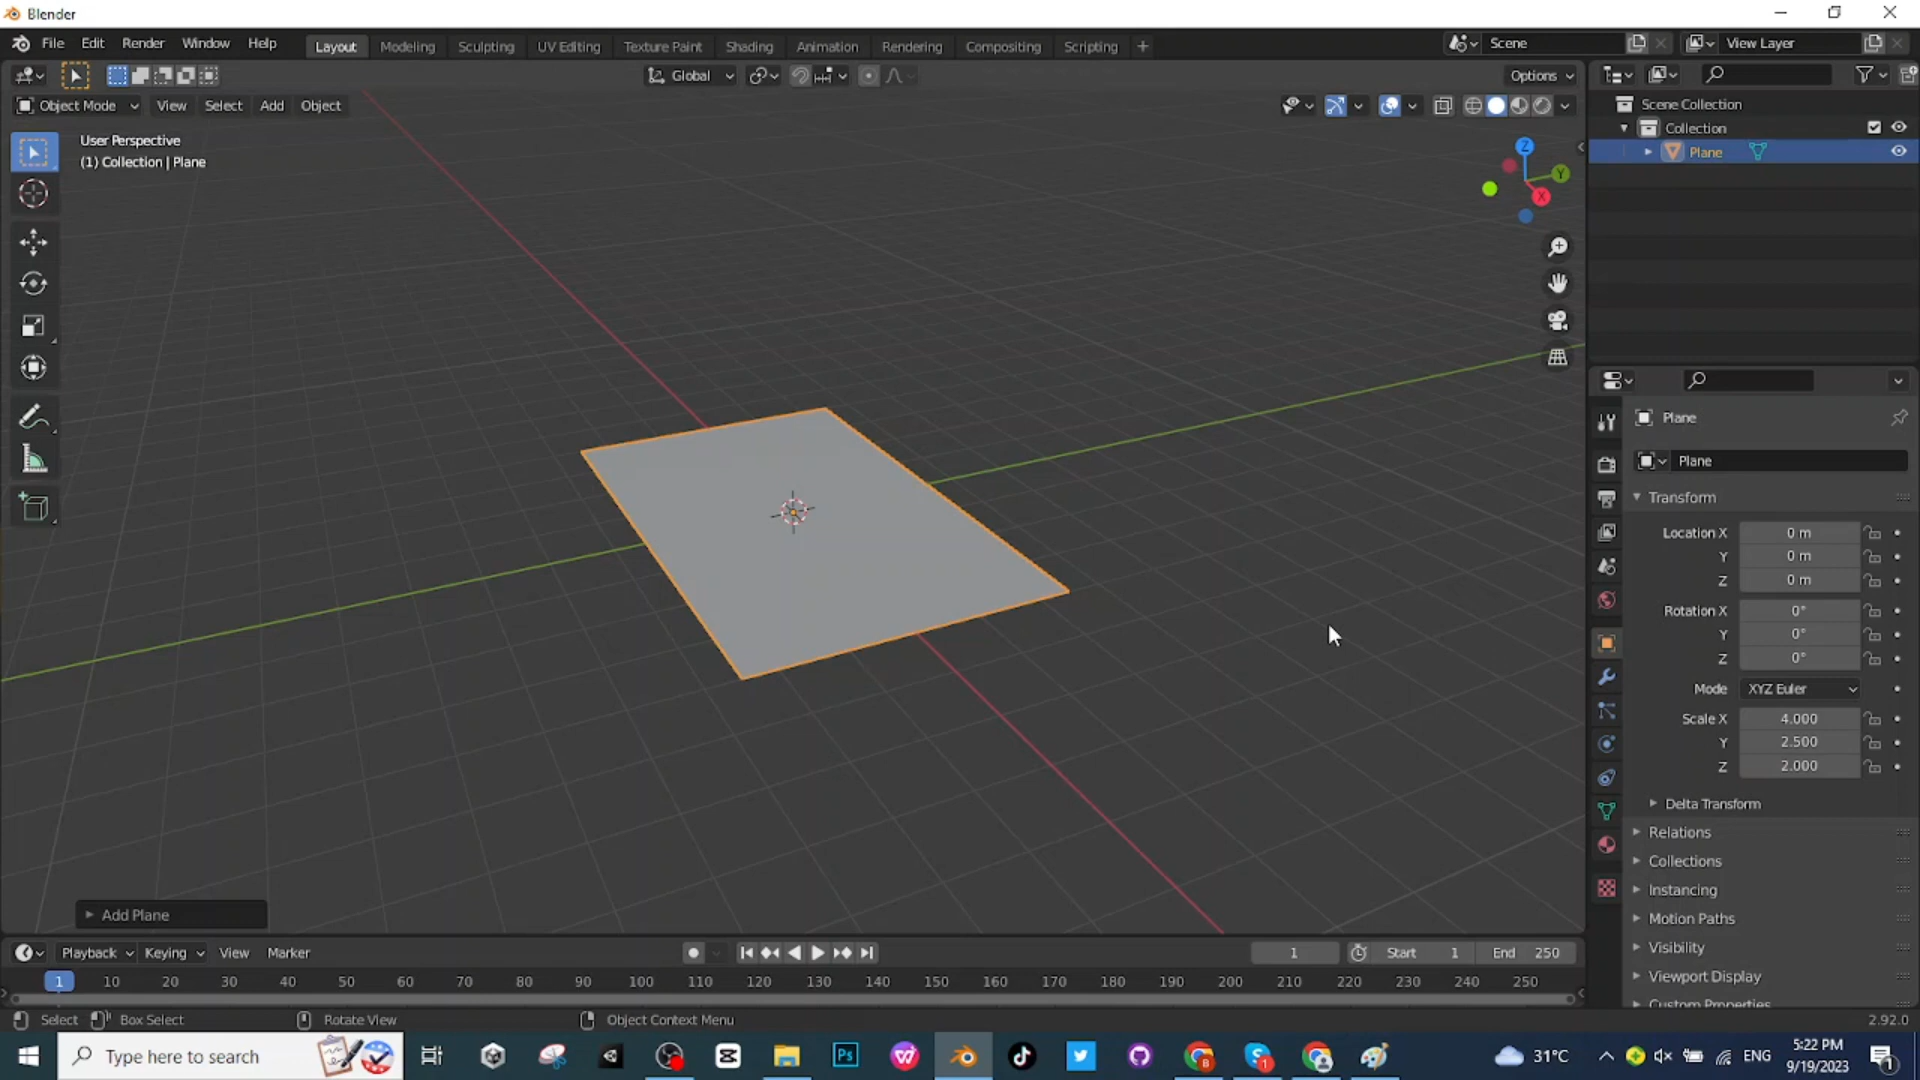 Blender
File Edit Render Window Help Layout Modeling Sculpting UV Editing Texture Paint Shading Animation Rendering Compositing Scripting + Scene View Layer
Global Options
Object Mode View Select Add Object
User Perspective
(1) Collection | Plane
Z
Y
X
Scene Collection
Collection
Plane
Plane
Plane
Transform
Location X 0 m
Y 0 m
Z 0 m
Rotation X 0°
Y 0°
Z 0°
Mode XYZ Euler
Scale X 4.000
Y 2.500
Z 2.000
Delta Transform
Relations
Collections
Instancing
Motion Paths
Visibility
Viewport Display
Custom Properties
Add Plane
Playback Keying View Marker 1 Start 1 End 250
1 10 20 30 40 50 60 70 80 90 100 110 120 130 140 150 160 170 180 190 200 210 220 230 240 250
Select Box Select Rotate View Object Context Menu 2.92.0
Type here to search Ps 31°C ENG 5:22 PM
9/19/2023